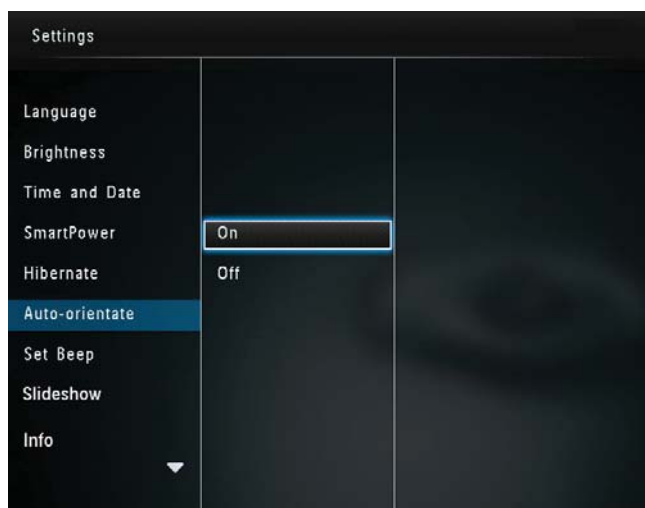 Settings
Language
Brightness
Time and Date
SmartPower
Hibernate
Auto-orientate
Set Beep
Slideshow
Info
On
Off